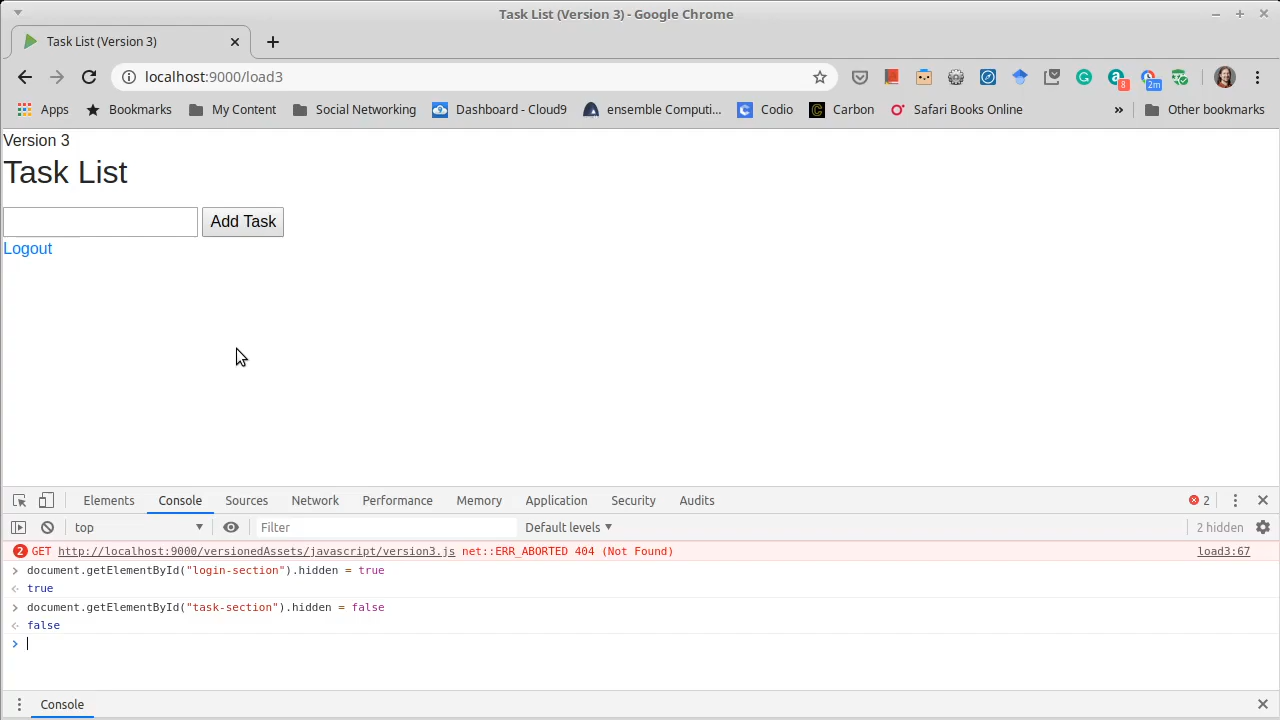 Task List (Version 3) - Google Chrome
Task List (Version 3)
localhost:9000/load3
8
2m
Apps Bookmarks My Content Social Networking Dashboard - Cloud9 ensemble Computi... Codio Carbon Safari Books Online » Other bookmarks
Version 3
Task List
Add Task
Logout
Elements Console Sources Network Performance Memory Application Security Audits 2
top Filter Default levels 2 hidden
2 GET http://localhost:9000/versionedAssets/javascript/version3.js net::ERR_ABORTED 404 (Not Found) load3:67
> document.getElementById("login-section").hidden = true
true
> document.getElementById("task-section").hidden = false
false
>
Console